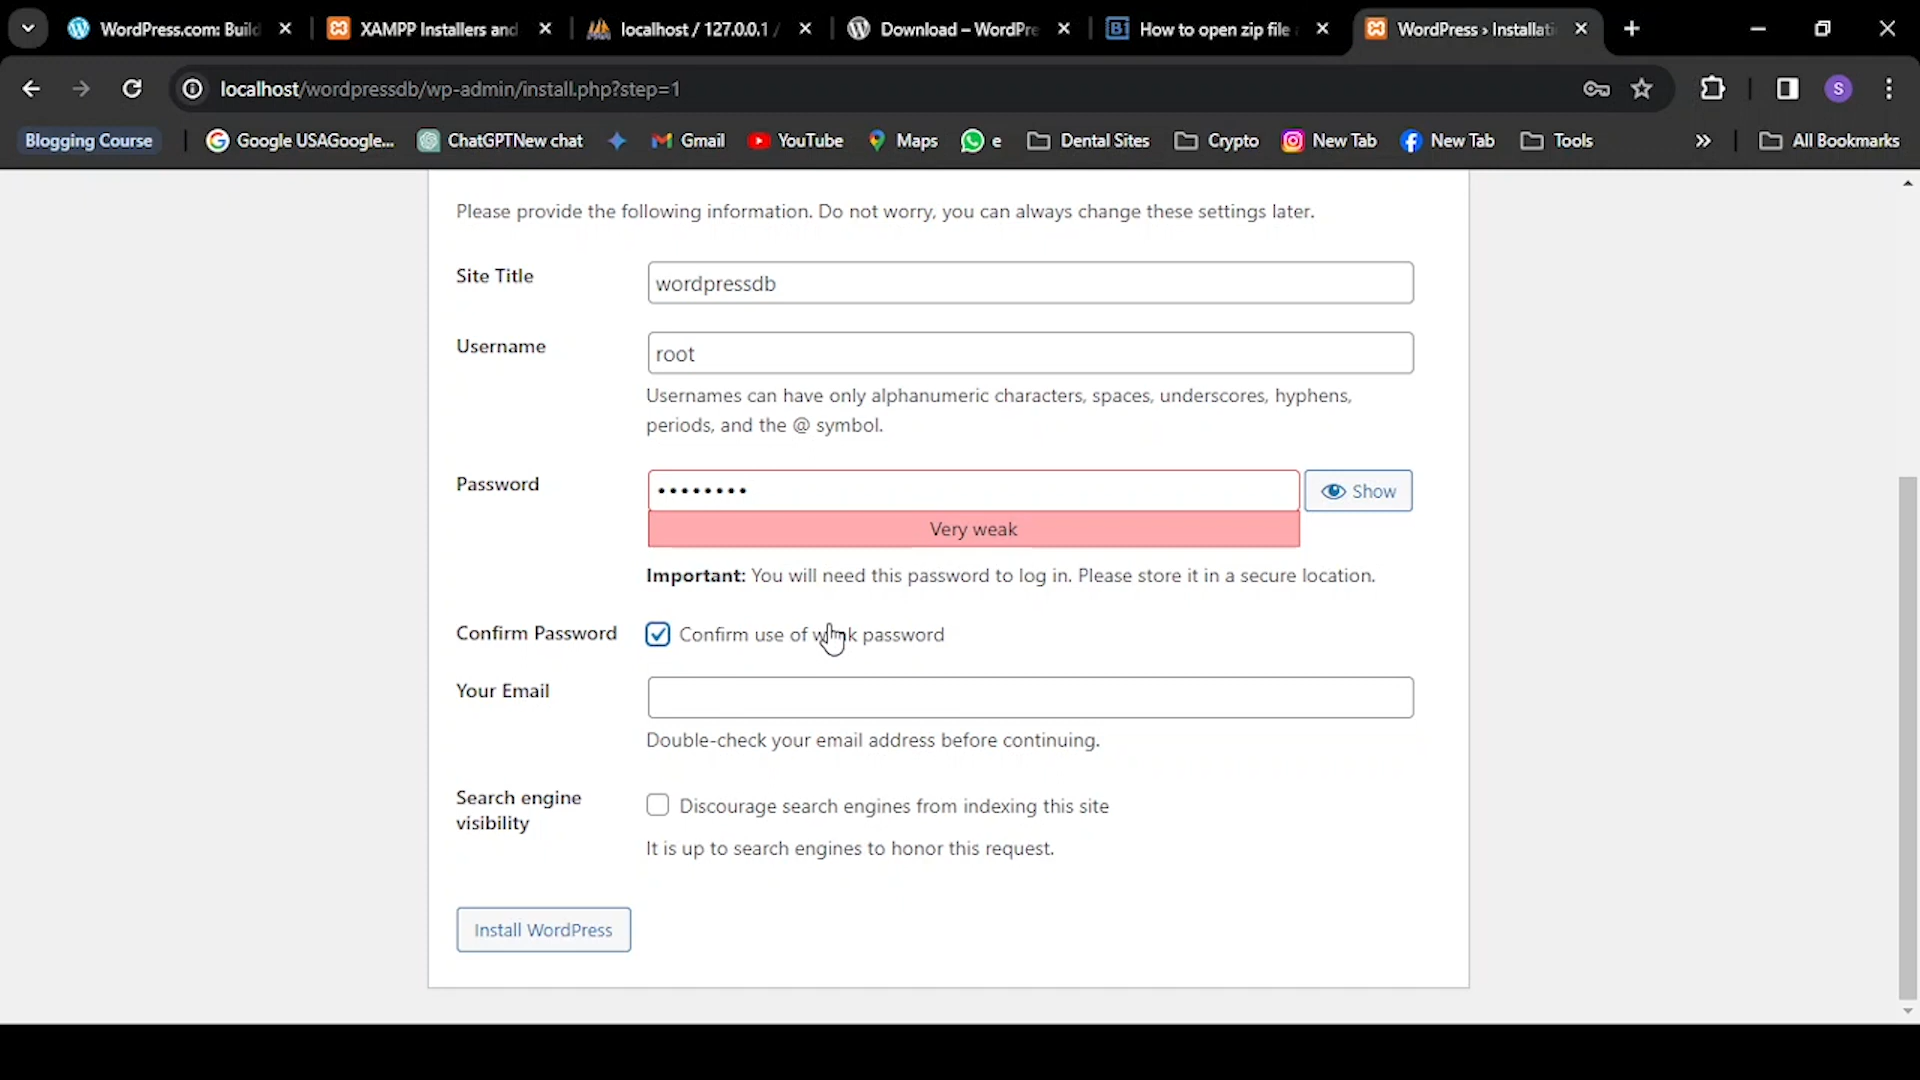 WordPress.com: Build
XAMPP Installers and
localhost / 127.0.0.1 /
Download – WordPre
How to open zip file
WordPress › Installati
localhost/wordpressdb/wp-admin/install.php?step=1
S
Blogging Course
Google USAGoogle...
ChatGPTNew chat
Gmail
YouTube
Maps
e
Dental Sites
Crypto
New Tab
New Tab
Tools
All Bookmarks
Please provide the following information. Do not worry, you can always change these settings later.
Site Title
wordpressdb
Username
root
Usernames can have only alphanumeric characters, spaces, underscores, hyphens,
periods, and the @ symbol.
Password
••••••••
Show
Very weak
Important: You will need this password to log in. Please store it in a secure location.
Confirm Password
Confirm use of weak password
Your Email
Double-check your email address before continuing.
Search engine
visibility
Discourage search engines from indexing this site
It is up to search engines to honor this request.
Install WordPress